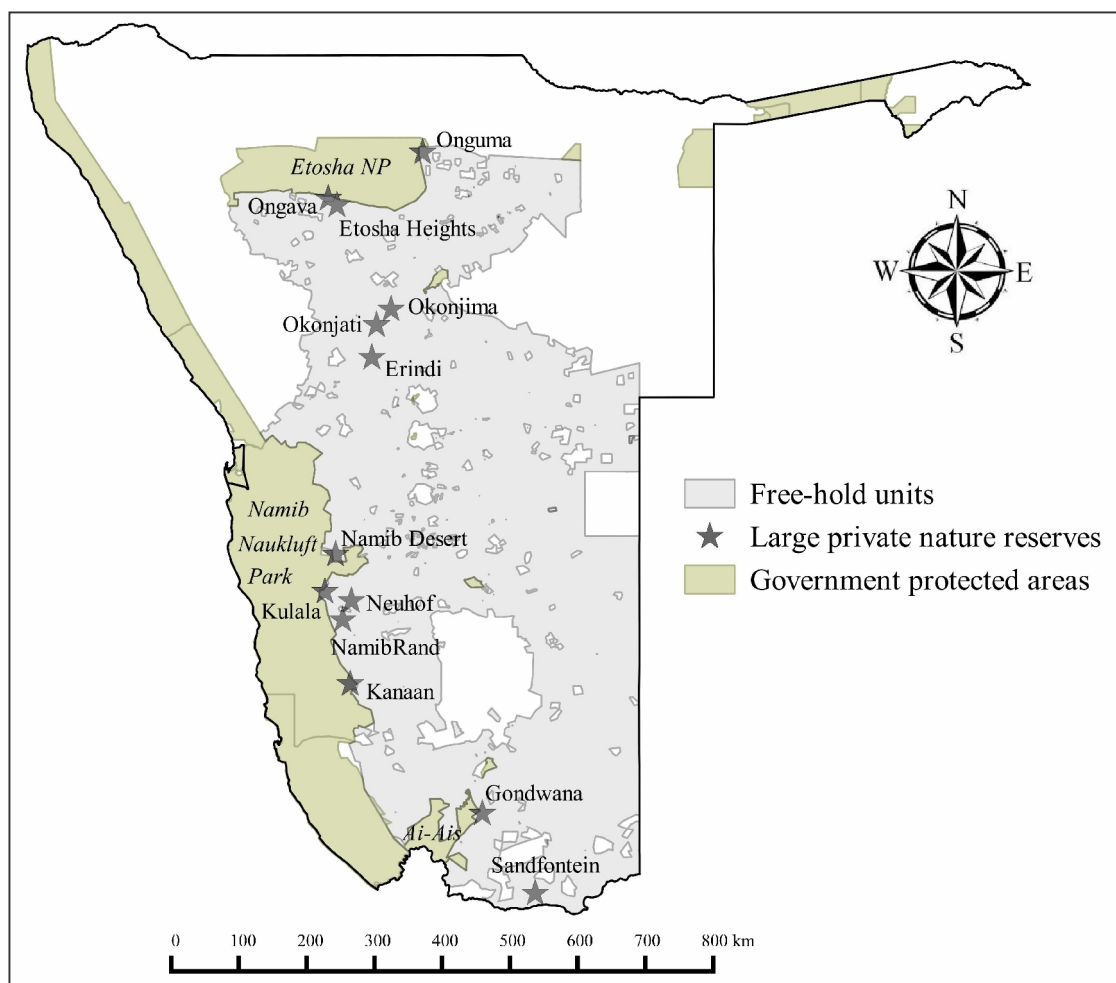 Onguma
Etosha NP
Ongava
Etosha Heights
N
W
E
S
Okonjima
Okonjati
Erindi
Free-hold units
Large private nature reserves
Government protected areas
Namib
Naukluft
Park
Namib Desert
Kulala
Neuhof
NamibRand
Kanaan
Gondwana
Ai-Ais
Sandfontein
0 100 200 300 400 500 600 700 800 km